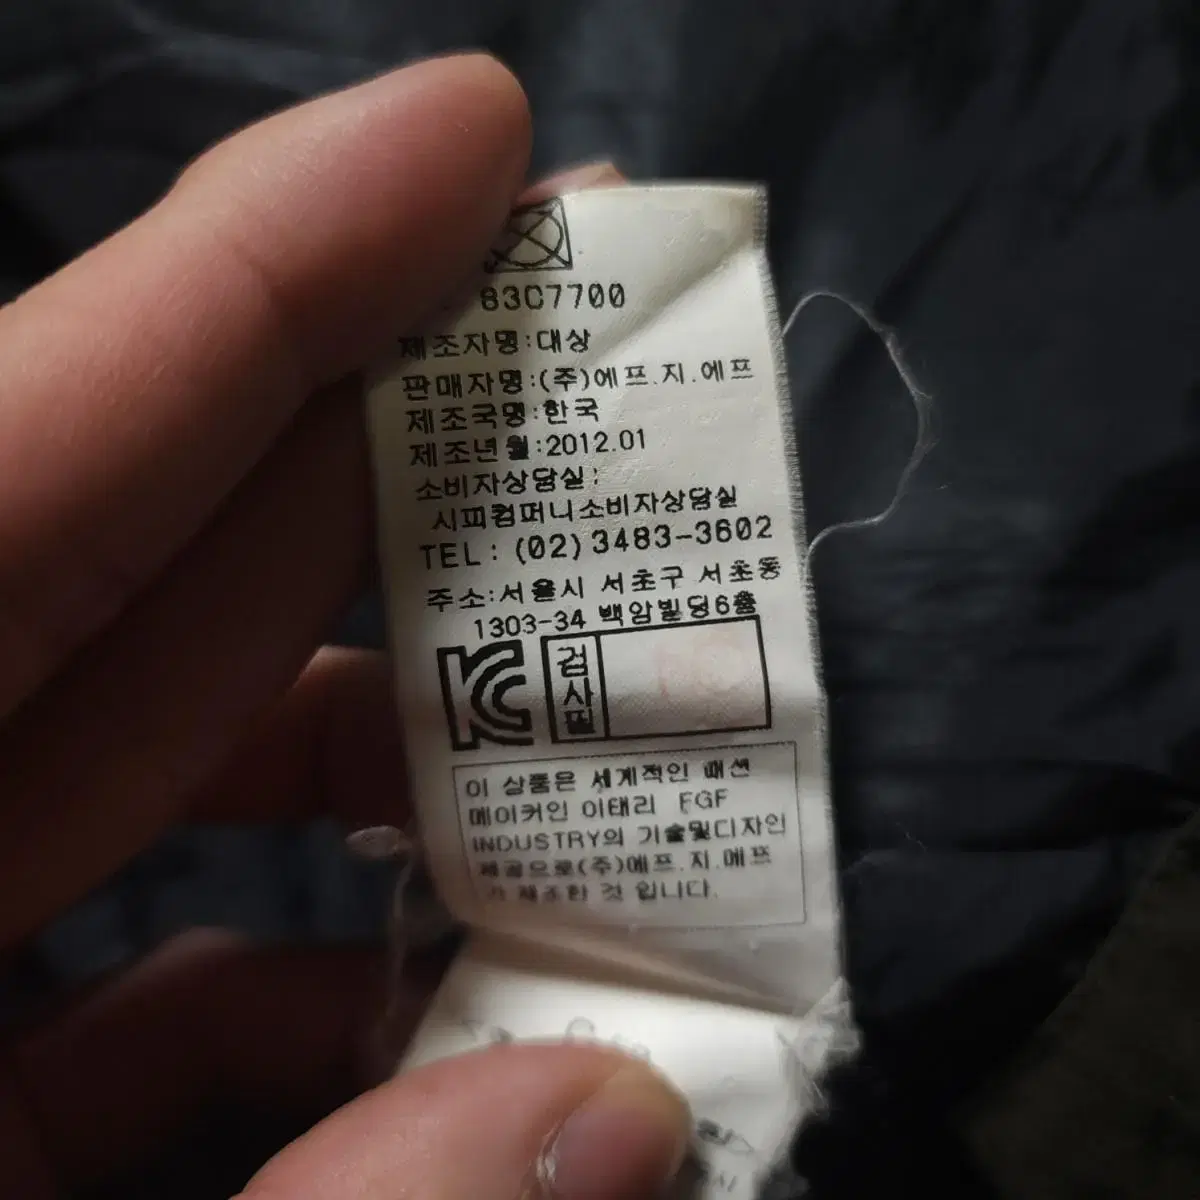 83C7700
제조자명:대상
판매자명:(주)에프.지.에프
제조국명:한국
제조년월:2012.01
소비자상담실:
시피컴퍼니소비자상담실
TEL: (02)3483-3602
주소:서울시 서초구 서초동
1303-34 백암빌딩6층
KC
검사필
이 상품은 세계적인 패션
메이커인 이태리 FGF
INDUSTRY의 기술및디자인
제공으로(주)에프.지.에프
가 제조한 것 입니다.